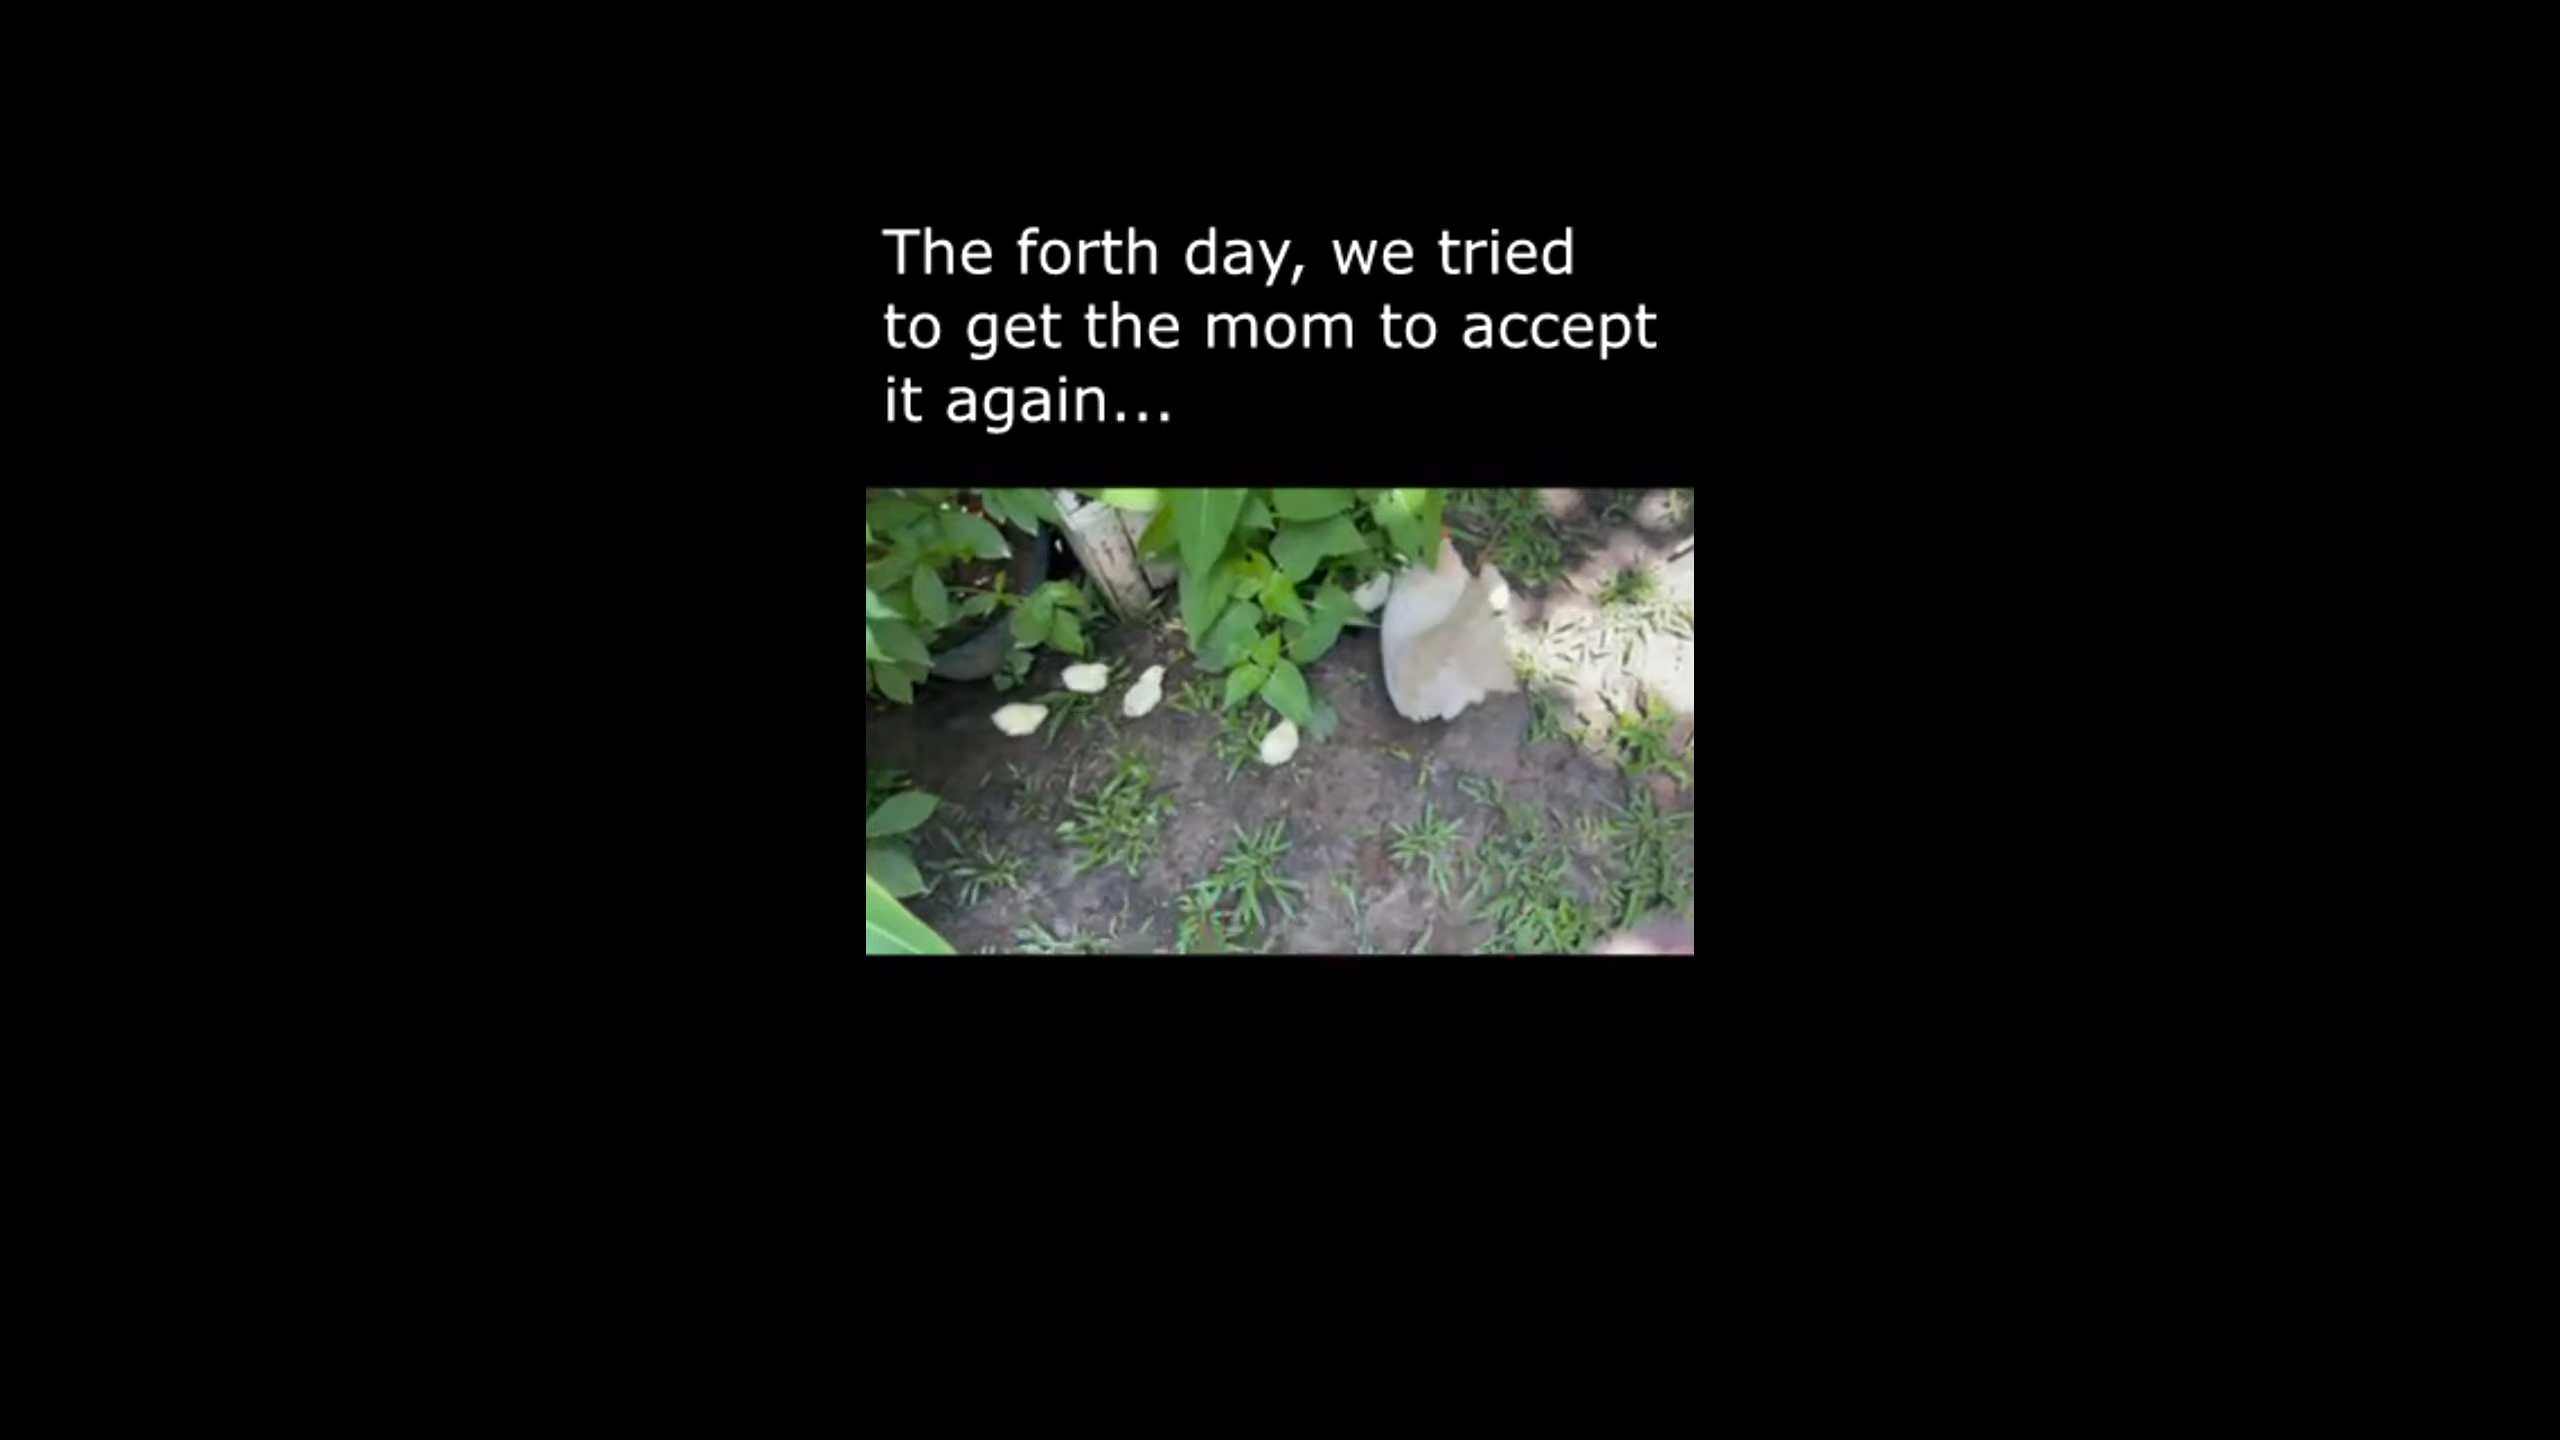 The forth day, we tried
to get the mom to accept
it again...